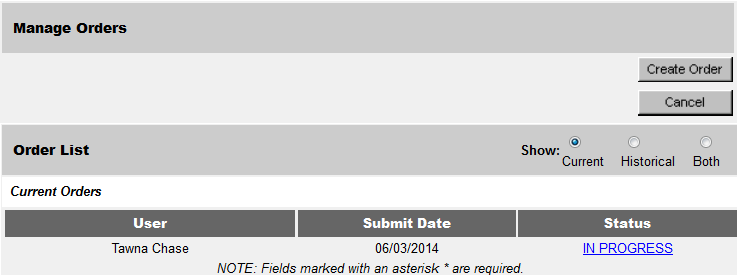 Manage Orders
Create Order
Cancel
Order List
Show: Current Historical Both
Current Orders
User Submit Date Status
Tawna Chase 06/03/2014 IN PROGRESS
NOTE: Fields marked with an asterisk * are required.